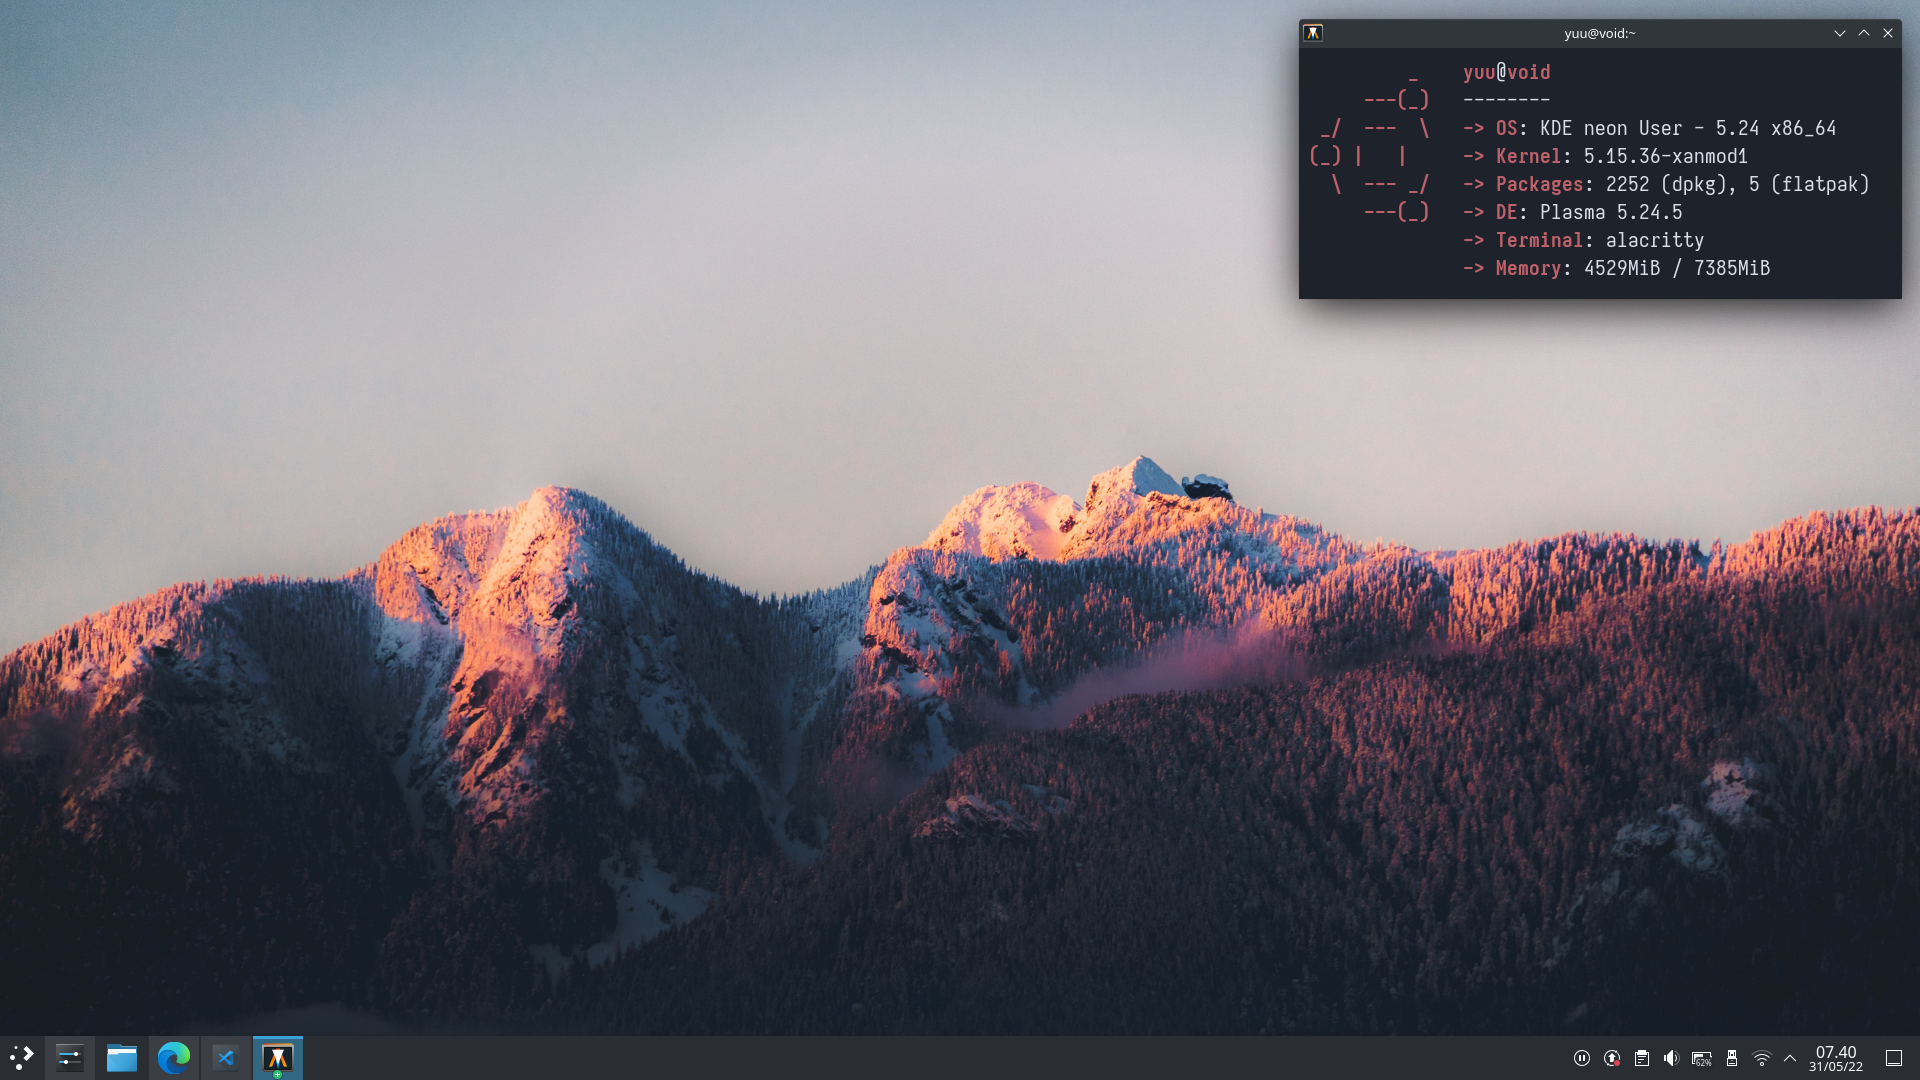 yuu@void:~
yuu@void
--------
-> OS: KDE neon User - 5.24 x86_64
-> Kernel: 5.15.36-xanmod1
-> Packages: 2252 (dpkg), 5 (flatpak)
-> DE: Plasma 5.24.5
-> Terminal: alacritty
-> Memory: 4529MiB / 7385MiB
62%
07.40
31/05/22